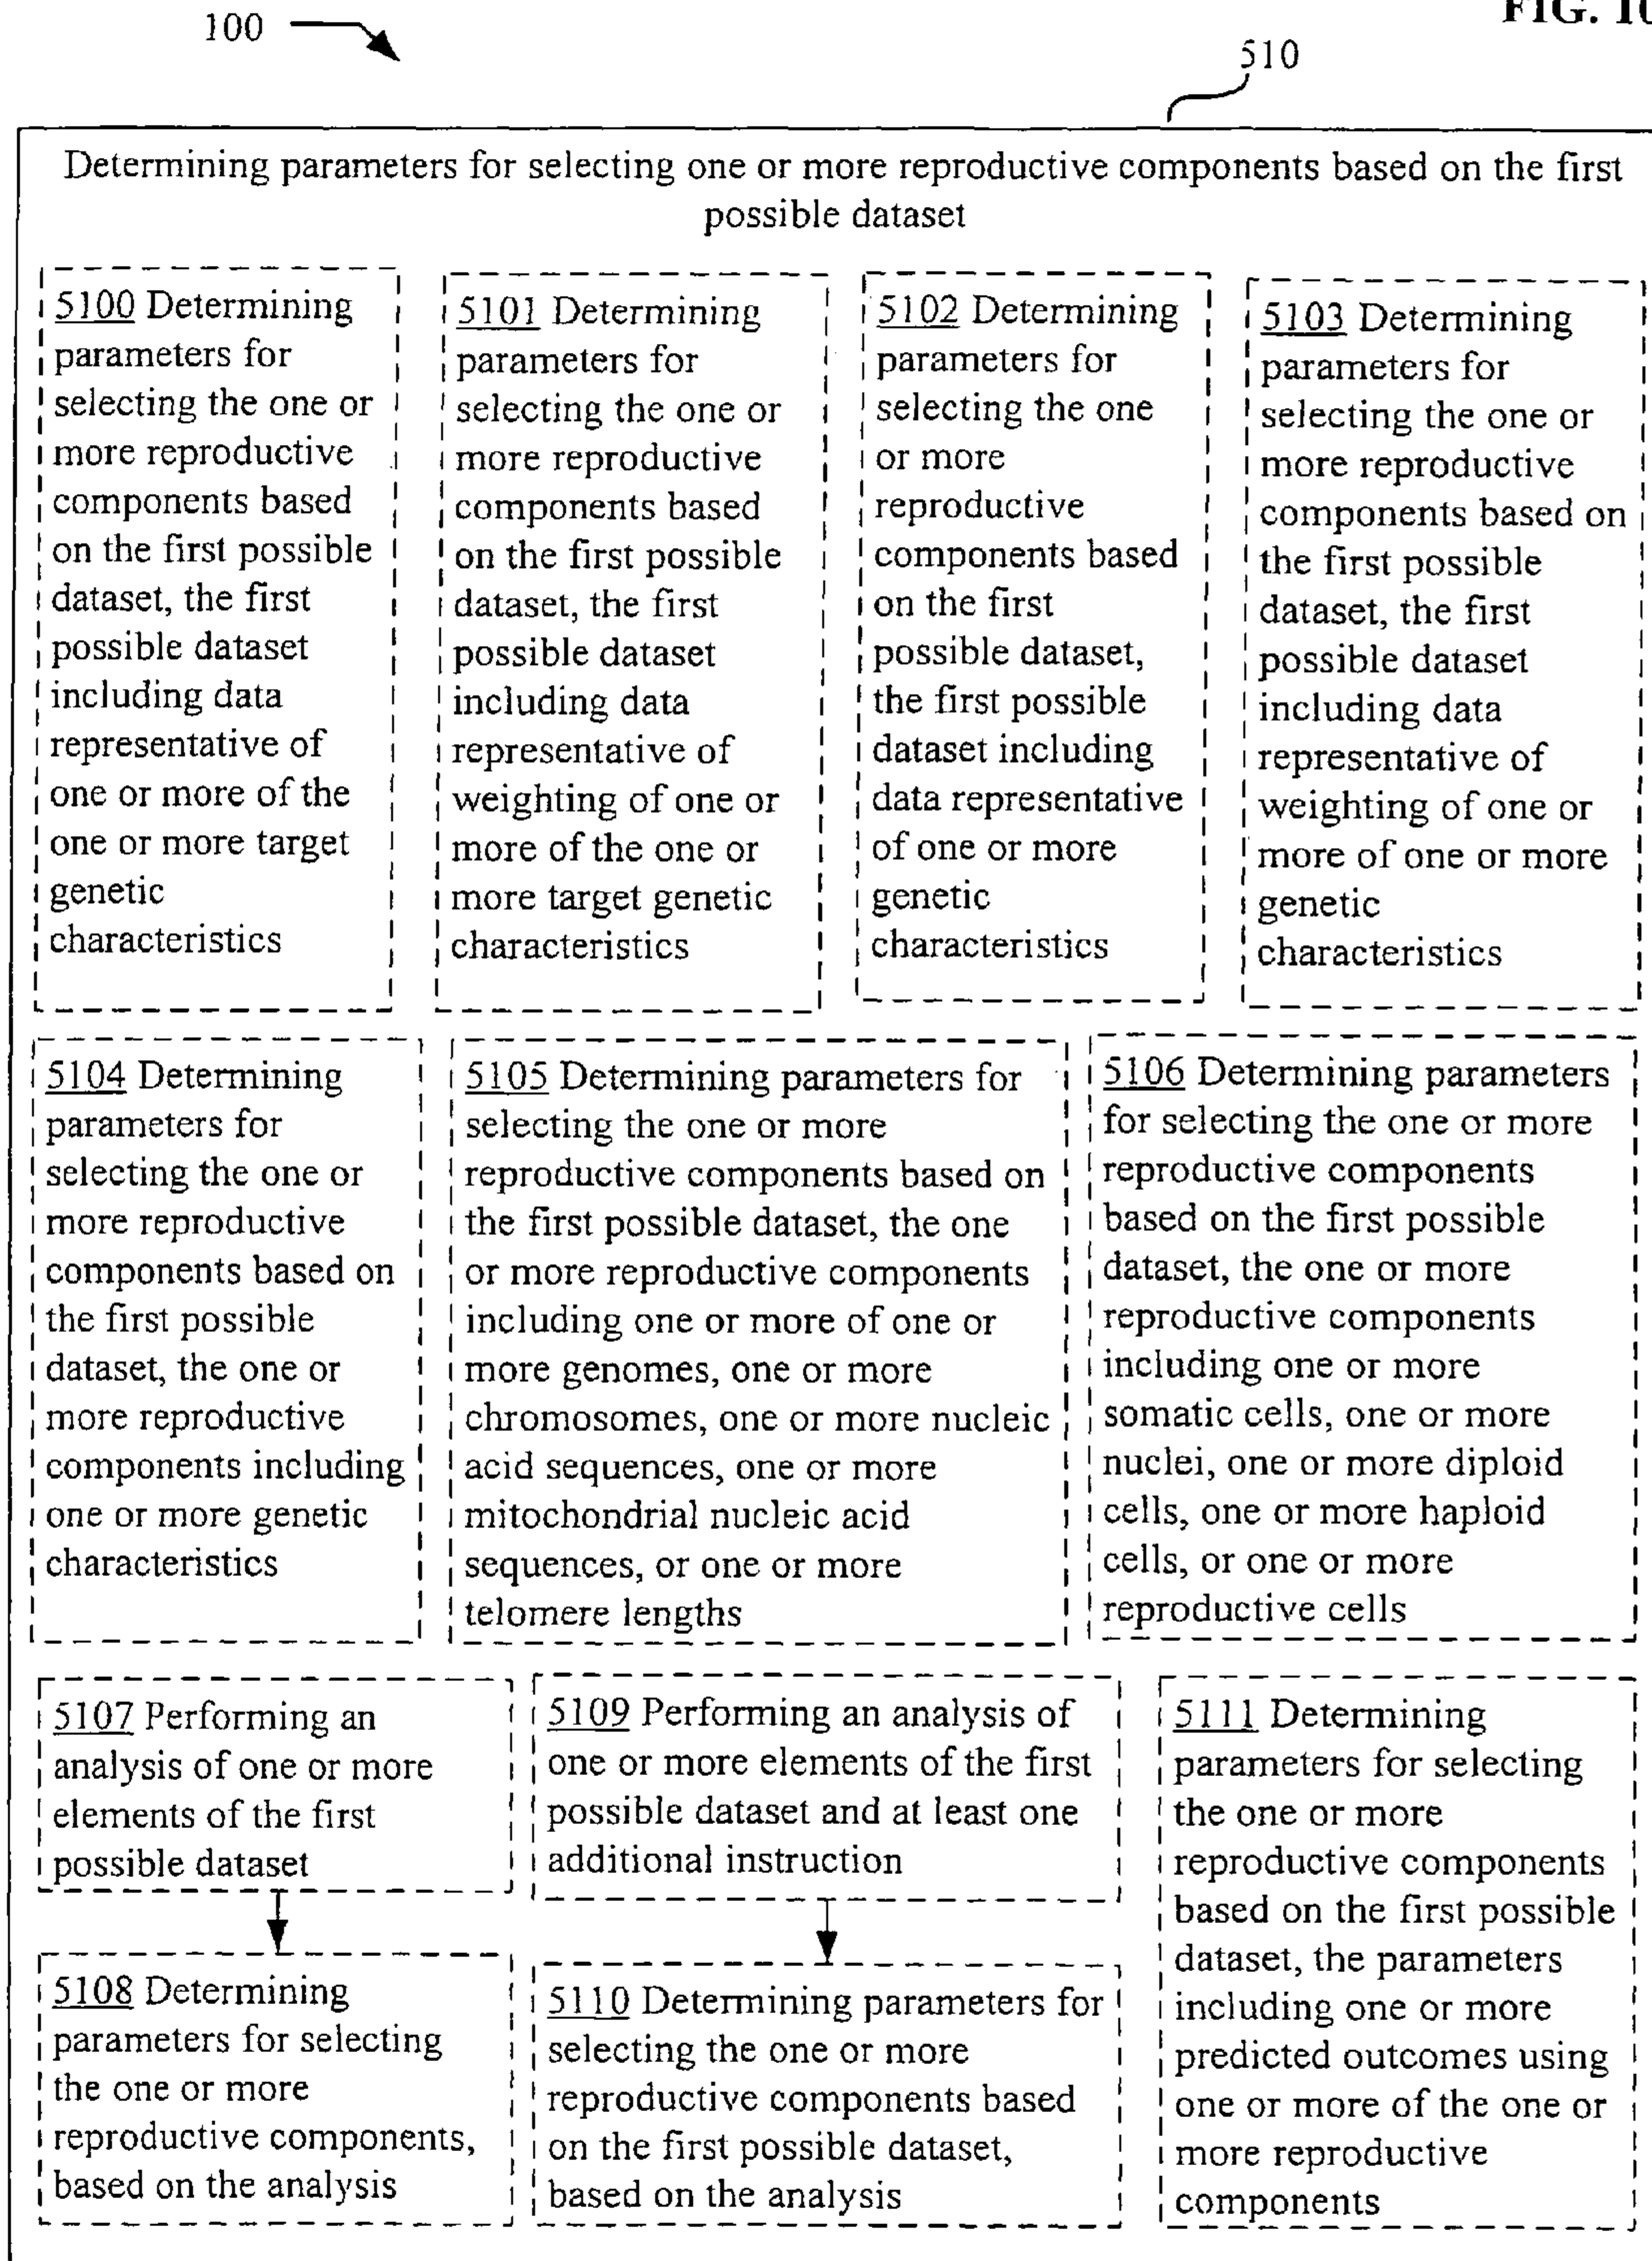 100
FIG. 10
510
Determining parameters for selecting one or more reproductive components based on the first
possible dataset
5100 Determining
parameters for
selecting the one or
more reproductive
components based
on the first possible
dataset, the first
possible dataset
including data
representative of
one or more of the
one or more target
genetic
characteristics
5101 Determining
parameters for
selecting the one or
more reproductive
components based
on the first possible
dataset, the first
possible dataset
including data
representative of
weighting of one or
more of the one or
more target genetic
characteristics
5102 Determining
parameters for
selecting the one
or more
reproductive
components based
on the first
possible dataset,
the first possible
dataset including
data representative
of one or more
genetic
characteristics
5103 Determining
parameters for
selecting the one or
more reproductive
components based on
the first possible
dataset, the first
possible dataset
including data
representative of
weighting of one or
more of one or more
genetic
characteristics
5104 Determining
parameters for
selecting the one or
more reproductive
components based on
the first possible
dataset, the one or
more reproductive
components including
one or more genetic
characteristics
5105 Determining parameters for
selecting the one or more
reproductive components based on
the first possible dataset, the one
or more reproductive components
including one or more of one or
more genomes, one or more
chromosomes, one or more nucleic
acid sequences, one or more
mitochondrial nucleic acid
sequences, or one or more
telomere lengths
5106 Determining parameters
for selecting the one or more
reproductive components
based on the first possible
dataset, the one or more
reproductive components
including one or more
somatic cells, one or more
nuclei, one or more diploid
cells, one or more haploid
cells, or one or more
reproductive cells
5107 Performing an
analysis of one or more
elements of the first
possible dataset
5108 Determining
parameters for selecting
the one or more
reproductive components,
based on the analysis
5109 Performing an analysis of
one or more elements of the first
possible dataset and at least one
additional instruction
5110 Determining parameters for
selecting the one or more
reproductive components based
on the first possible dataset,
based on the analysis
5111 Determining
parameters for selecting
the one or more
reproductive components
based on the first possible
dataset, the parameters
including one or more
predicted outcomes using
one or more of the one or
more reproductive
components